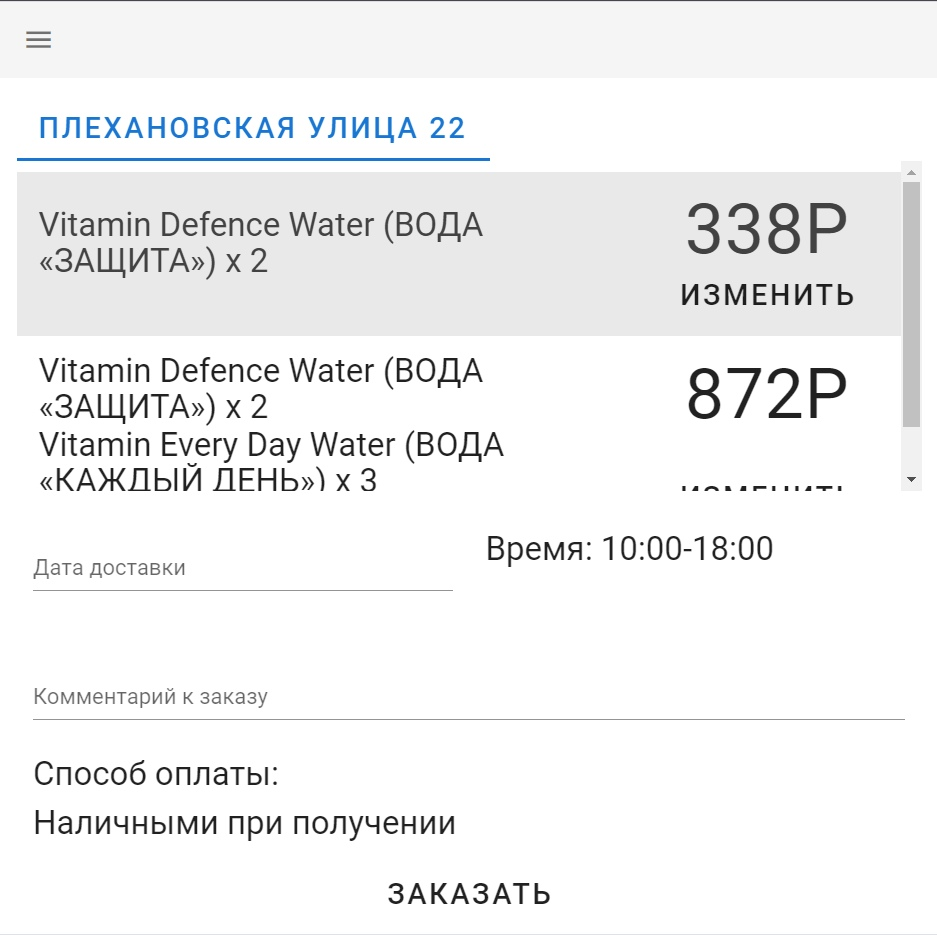 ПЛЕХАНОВСКАЯ УЛИЦА 22
Vitamin Defence Water (ВОДА
«ЗАЩИТА») x 2
338Р
ИЗМЕНИТЬ
Vitamin Defence Water (ВОДА
«ЗАЩИТА») x 2
Vitamin Every Day Water (ВОДА
«КАЖДЫЙ ДЕНЬ») x 3
872Р
ИЗМЕНИТЬ
Дата доставки
Время: 10:00-18:00
Комментарий к заказу
Способ оплаты:
Наличными при получении
ЗАКАЗАТЬ